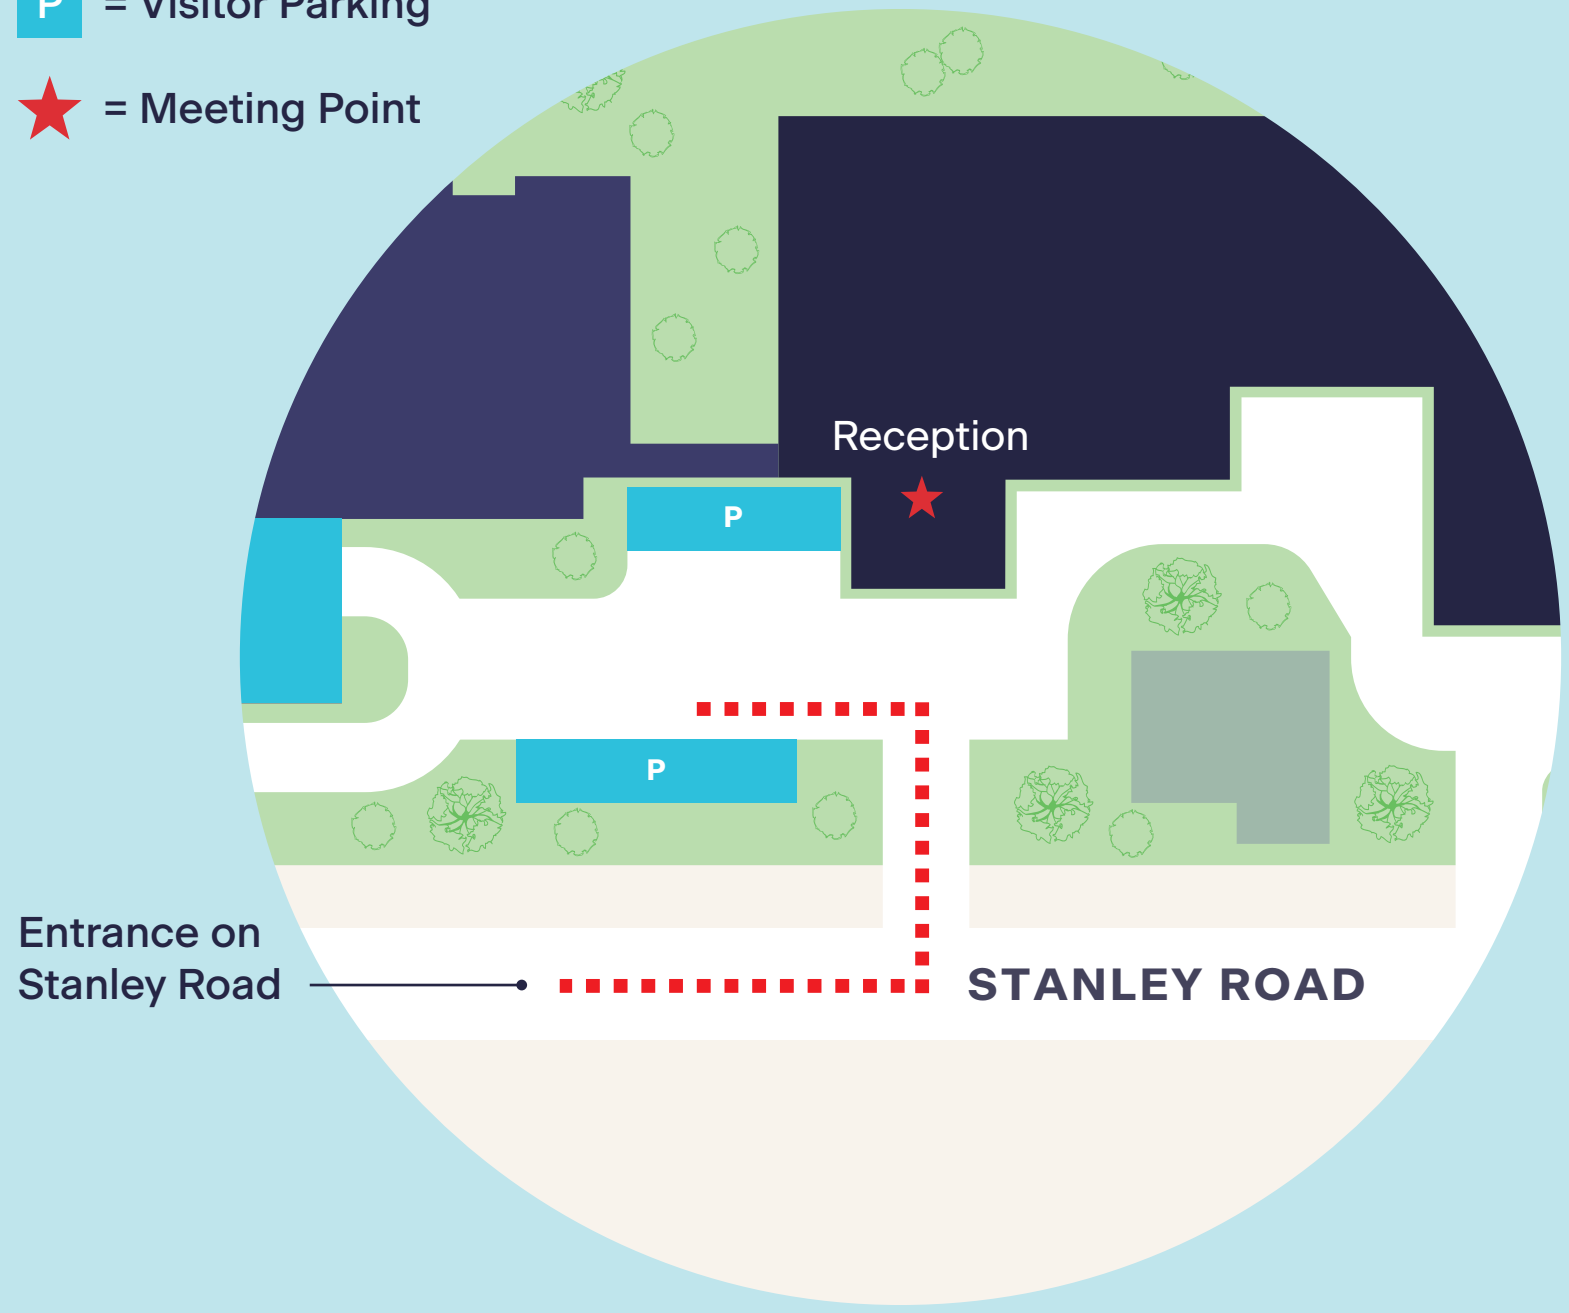 P = Visitor Parking
= Meeting Point
Reception
P
P
Entrance on
Stanley Road
STANLEY ROAD